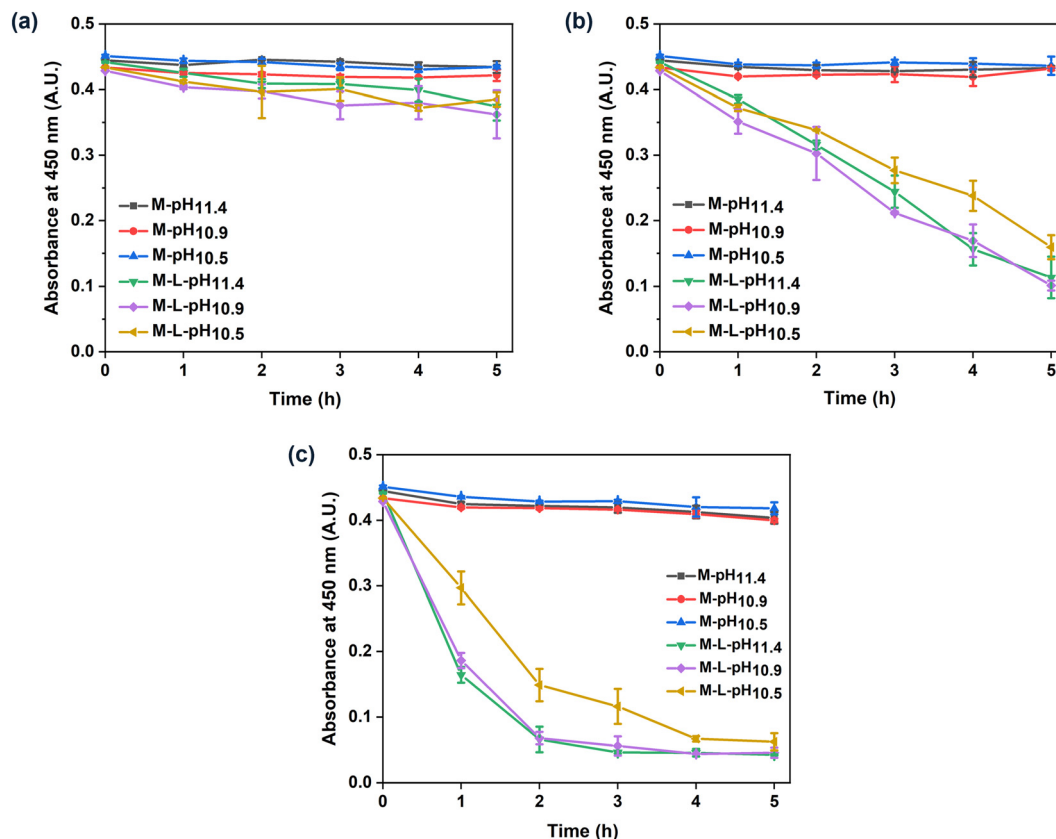 (a)
Absorbance at 450 nm (A.U.)
0.5
0.4
0.3
0.2
0.1
0.0
M-pH11.4
M-pH10.9
M-pH10.5
M-L-pH11.4
M-L-pH10.9
M-L-pH10.5
0 1 2 3 4 5
Time (h)
(b)
Absorbance at 450 nm (A.U.)
0.5
0.4
0.3
0.2
0.1
0.0
M-pH11.4
M-pH10.9
M-pH10.5
M-L-pH11.4
M-L-pH10.9
M-L-pH10.5
0 1 2 3 4 5
Time (h)
(c)
Absorbance at 450 nm (A.U.)
0.5
0.4
0.3
0.2
0.1
0.0
M-pH11.4
M-pH10.9
M-pH10.5
M-L-pH11.4
M-L-pH10.9
M-L-pH10.5
0 1 2 3 4 5
Time (h)